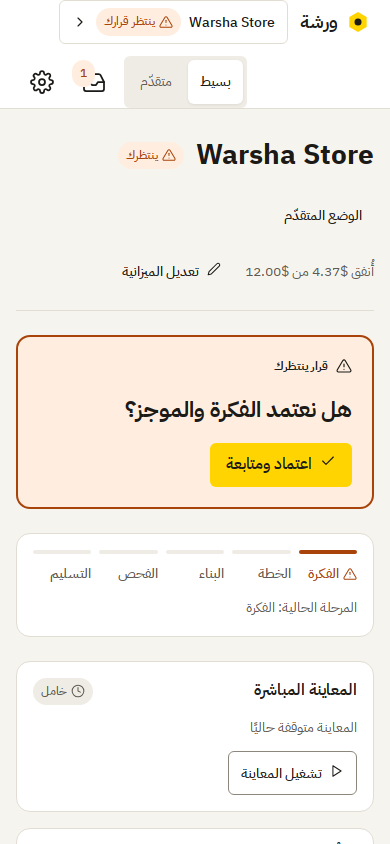 ورشة
Warsha Store ينتظر قرارك
بسيط متقدّم 1
Warsha Store ينتظرك
الوضع المتقدّم
أُنفق 4.37$ من 12.00$ تعديل الميزانية
قرار ينتظرك
هل نعتمد الفكرة والموجز؟
اعتماد ومتابعة
الفكرة الخطة البناء الفحص التسليم
المرحلة الحالية: الفكرة
المعاينة المباشرة خامل
المعاينة متوقفة حاليًا
تشغيل المعاينة